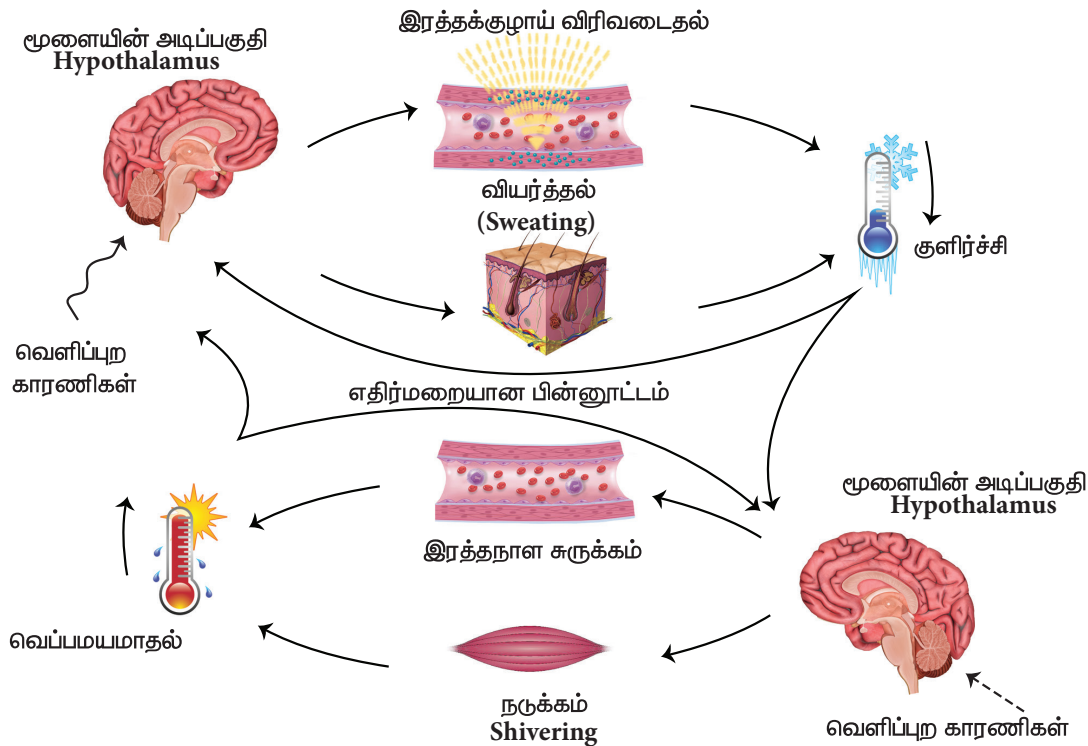 இரத்தக்குழாய் விரிவடைதல்
மூளையின் அடிப்பகுதி
Hypothalamus
வியர்த்தல்
(Sweating)
குளிர்ச்சி
வெளிப்புற
காரணிகள்
எதிர்மறையான பின்னூட்டம்
மூளையின் அடிப்பகுதி
Hypothalamus
இரத்தநாள சுருக்கம்
வெப்பமயமாதல்
நடுக்கம்
Shivering
வெளிப்புற காரணிகள்